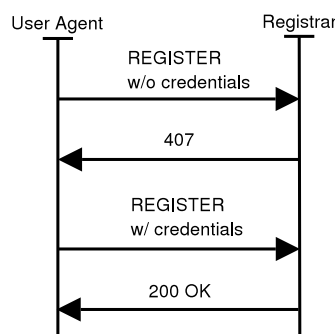 User Agent
Registrar
REGISTER
w/o credentials
407
REGISTER
w/ credentials
200 OK